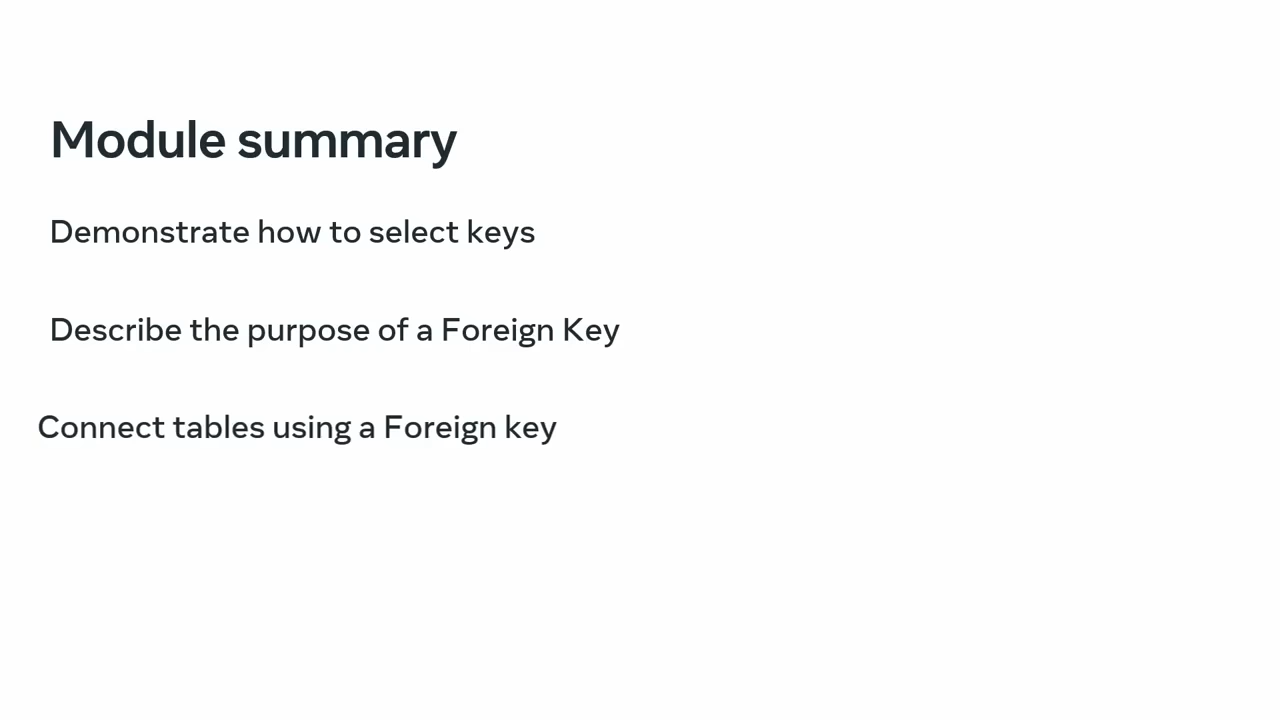 Module summary
Demonstrate how to select keys
Describe the purpose of a Foreign Key
Connect tables using a Foreign key